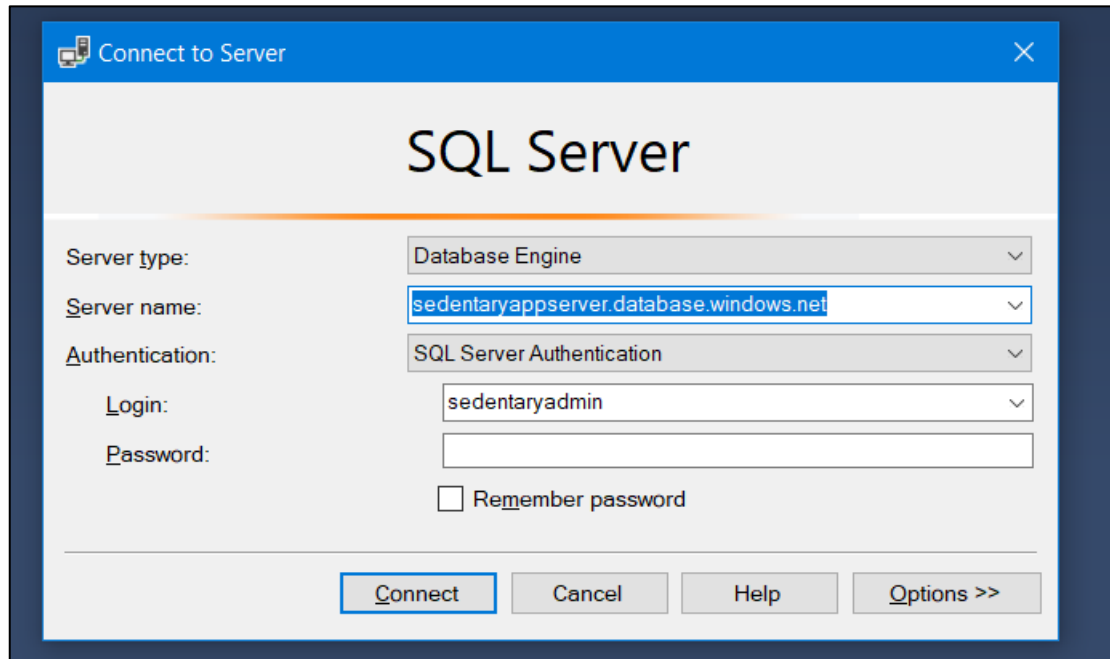 Connect to Server
SQL Server
Server type: Database Engine
Server name: sedentaryappserver.database.windows.net
Authentication: SQL Server Authentication
Login: sedentaryadmin
Password:
Remember password
Connect Cancel Help Options >>